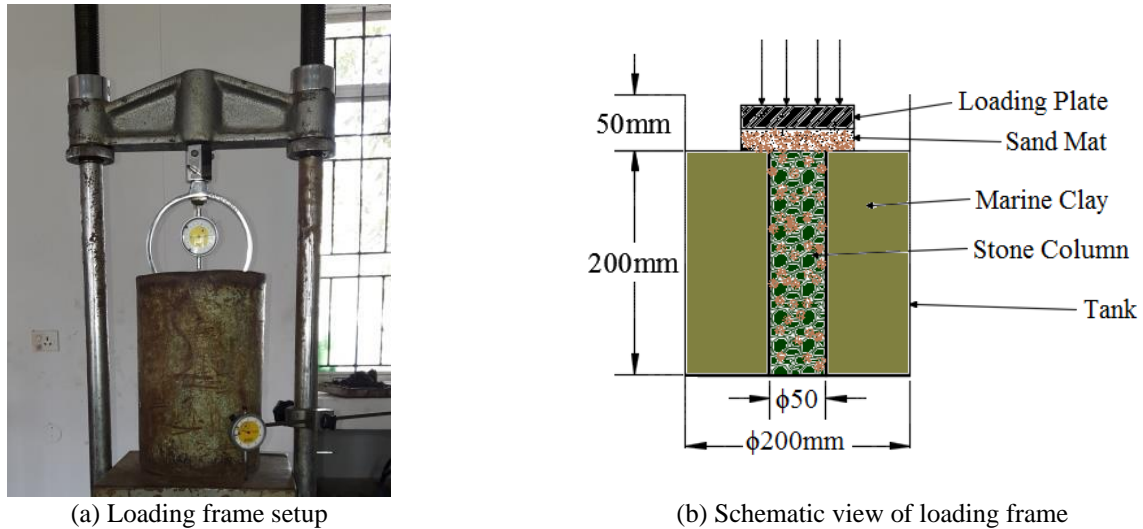 50mm
200mm
Loading Plate
Sand Mat
Marine Clay
Stone Column
Tank
ϕ50
ϕ200mm
(a) Loading frame setup
(b) Schematic view of loading frame